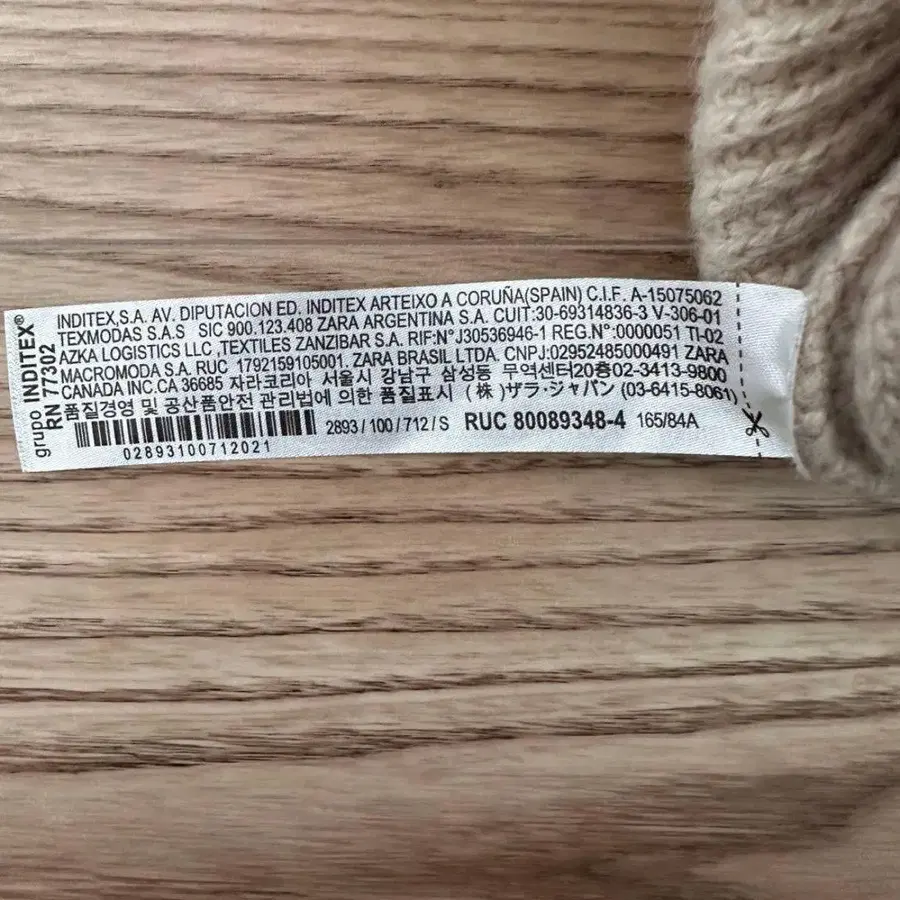 grupo INDITEX®
RN 77302
INDITEX,S.A. AV. DIPUTACION ED. INDITEX ARTEIXO A CORUÑA(SPAIN) C.I.F. A-15075062
TEXMODAS S.A.S SIC 900.123.408 ZARA ARGENTINA S.A. CUIT:30-69314836-3 V-306-01
AZKA LOGISTICS LLC ,TEXTILES ZANZIBAR S.A. RIF:N°J30536946-1 REG.N°:0000051 TI-02
MACROMODA S.A. RUC 1792159105001. ZARA BRASIL LTDA. CNPJ:02952485000491 ZARA
CANADA INC.CA 36685 자라코리아 서울시 강남구 삼성동 무역센터20층02-3413-9800
품질경영 및 공산품안전 관리법에 의한 품질표시 (株)ザラ・ジャパン (03-6415-8061)
2893/100/712/S RUC 80089348-4 165/84A
02893100712021